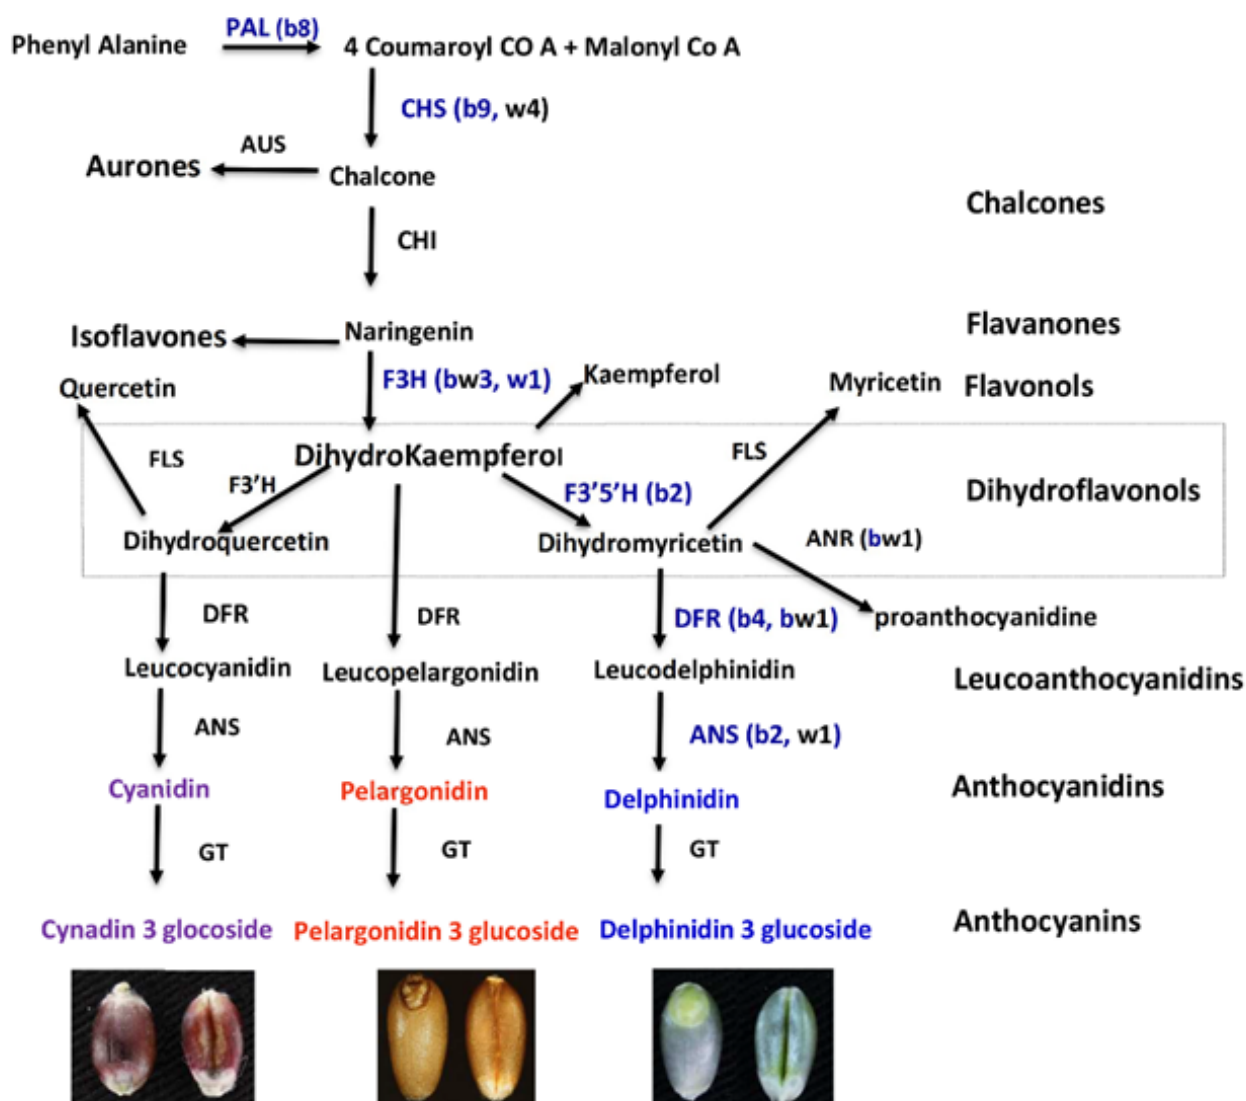 PAL (b8)
Phenyl Alanine
4 Coumaroyl CO A + Malonyl Co A
CHS (b9, w4)
AUS
Aurones
Chalcone
Chalcones
CHI
Isoflavones
Naringenin
Flavanones
Quercetin
F3H (bw3, w1)
Kaempferol
Myricetin
Flavonols
FLS
DihydroKaempferol
FLS
F3’H
F3’5’H (b2)
Dihydroflavonols
Dihydroquercetin
Dihydromyricetin
ANR (bw1)
DFR
DFR
DFR (b4, bw1)
proanthocyanidine
Leucocyanidin
Leucopelargonidin
Leucodelphinidin
Leucoanthocyanidins
ANS
ANS
ANS (b2, w1)
Cyanidin
Pelargonidin
Delphinidin
Anthocyanidins
GT
GT
GT
Cynadin 3 glocoside
Pelargonidin 3 glucoside
Delphinidin 3 glucoside
Anthocyanins